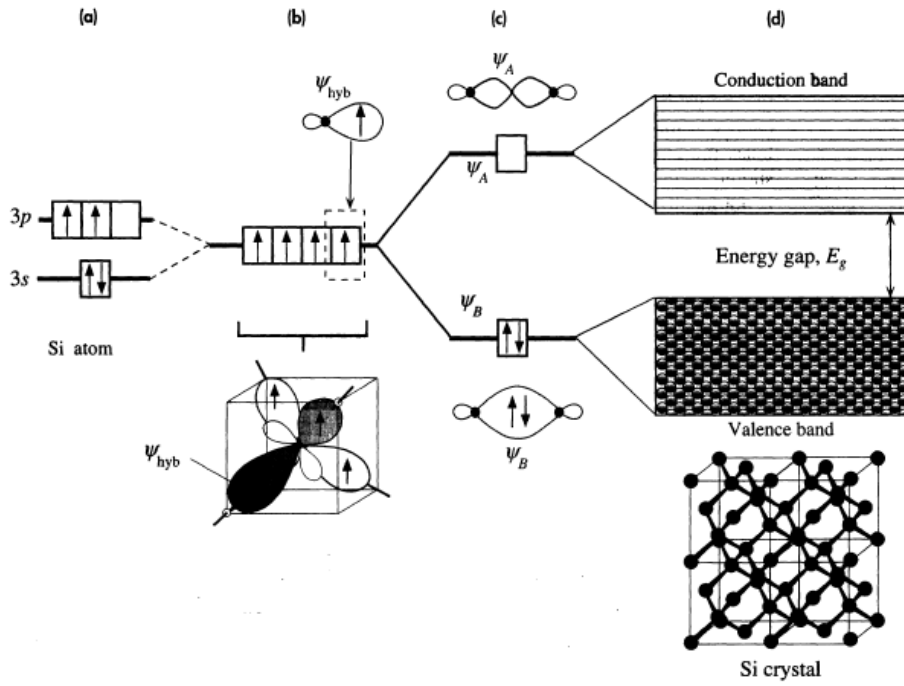 (a)
(b)
(c)
(d)
ψhyb
ψA
Conduction band
ψA
3p
3s
Energy gap, Eg
ψB
Si atom
ψB
Valence band
ψhyb
Si crystal